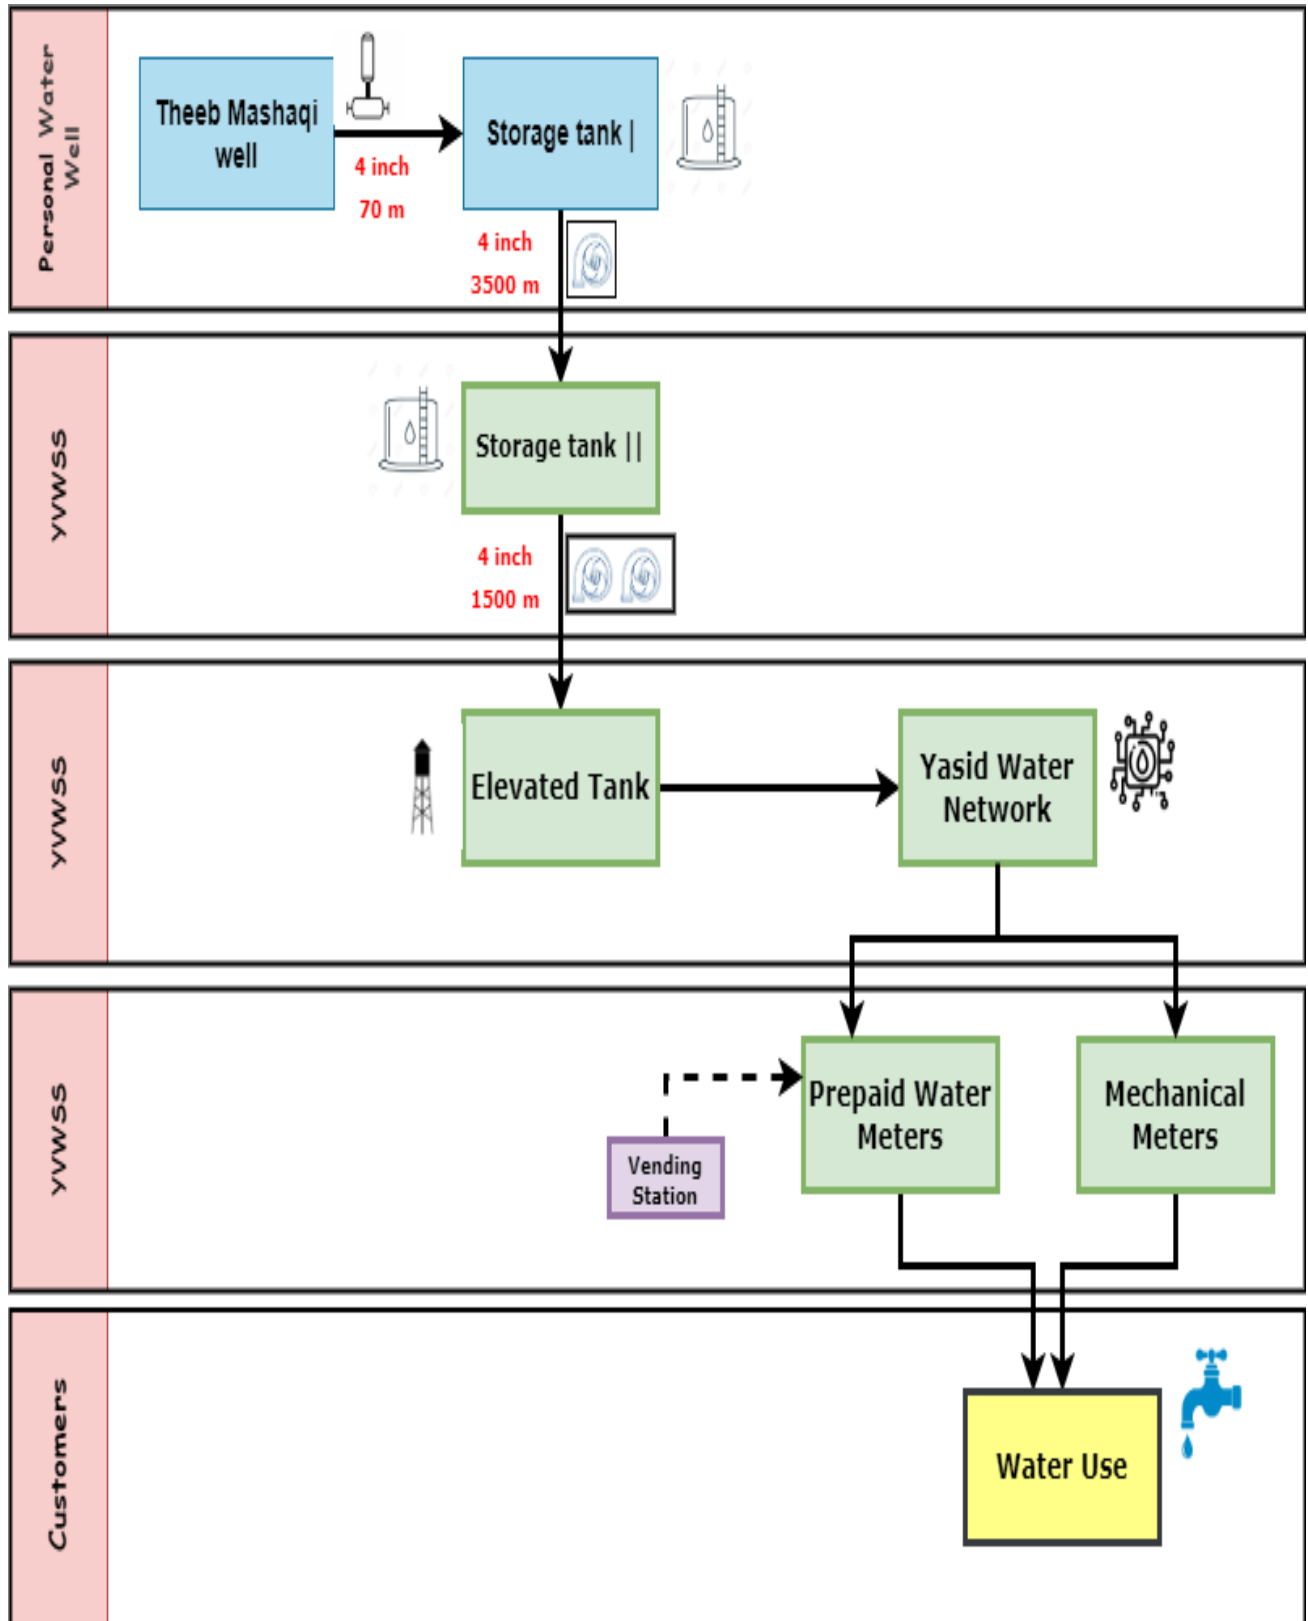 Personal Water
Well
Theeb Mashaqi
well
4 inch
70 m
Storage tank |
4 inch
3500 m
YVWSS
Storage tank ||
4 inch
1500 m
YVWSS
Elevated Tank
Yasid Water
Network
YVWSS
Prepaid Water
Meters
Mechanical
Meters
Vending
Station
Customers
Water Use